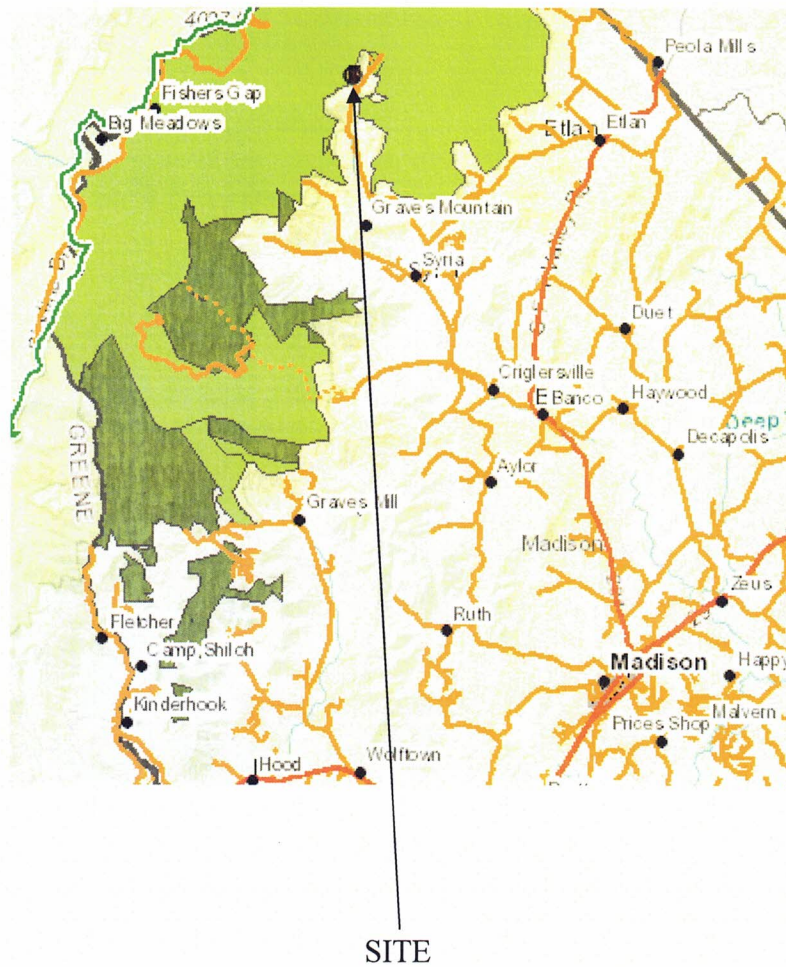 Peola Mills
Fishers Gap
Big Meadows
Etlan
Etlan
Graves Mountain
Syria
Duet
Criglersville
E Banco
Haywood
Deep
Decapolis
GREENE
Aylor
Graves Mill
Madison
Zeus
Fletcher
Ruth
Camp, Shiloh
Madison
Happy
Kinderhook
Malvern
Prices Shop
Wolftown
Hood
SITE